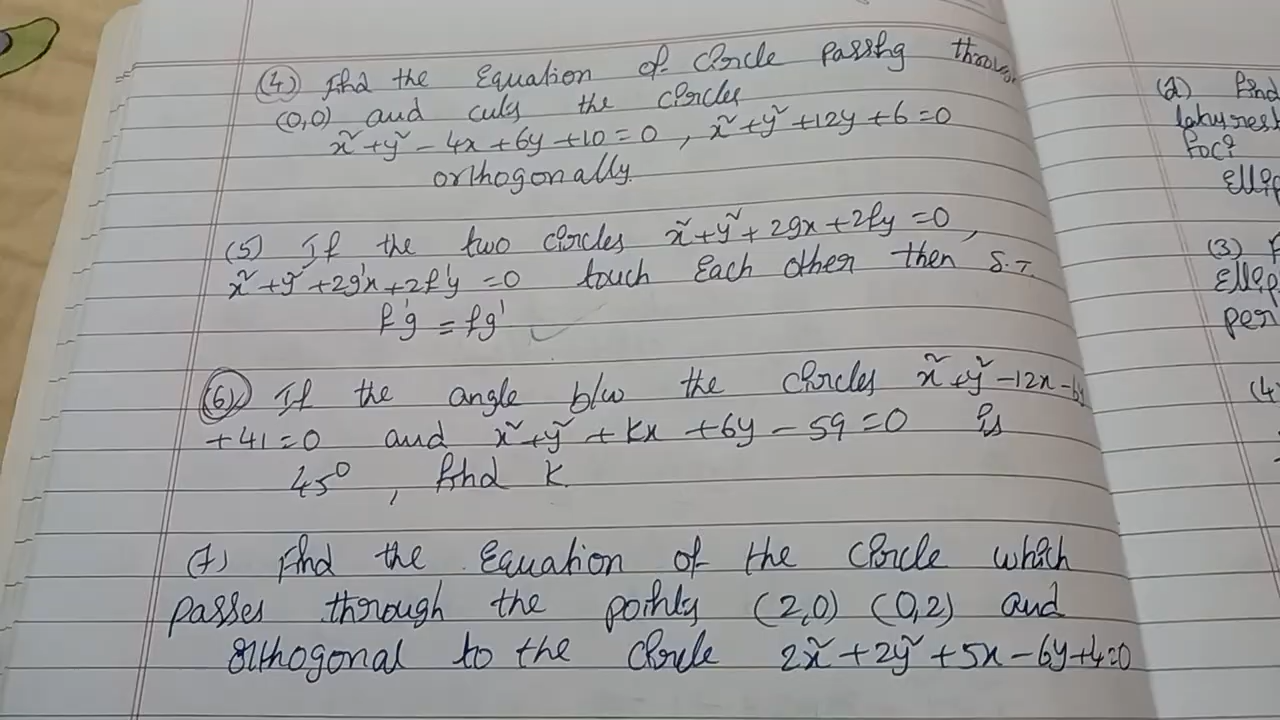 (4) Find the Equation of Circle passing through
(0,0) and cuts the circles
x²+y²-4x+6y+10=0, x²+y²+12y+6=0
orthogonally.
(5) If the two circles x²+y²+2gx+2fy=0,
x²+y²+2g'x+2f'y=0 touch Each other then S.T
f'g = fg'
(6) If the angle b/w the circles x²+y²-12x-6y
+41=0 and x²+y²+kx+6y-59=0 is
45°, find k.
(7) Find the Equation of the circle which
passes through the points (2,0) (0,2) and
orthogonal to the circle 2x²+2y²+5x-6y+4=0
(2) Find
(3)
per
(4